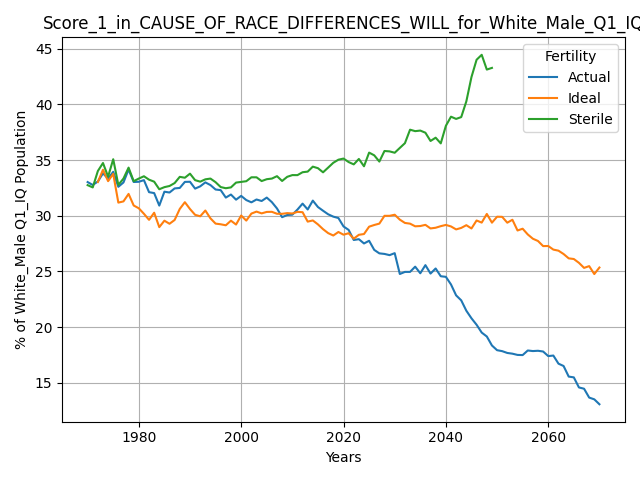 Score_1_in_CAUSE_OF_RACE_DIFFERENCES_WILL_for_White_Male_Q1_IQ
% of White_Male Q1_IQ Population
45
40
35
30
25
20
15
Fertility
Actual
Ideal
Sterile
1980 2000 2020 2040 2060
Years